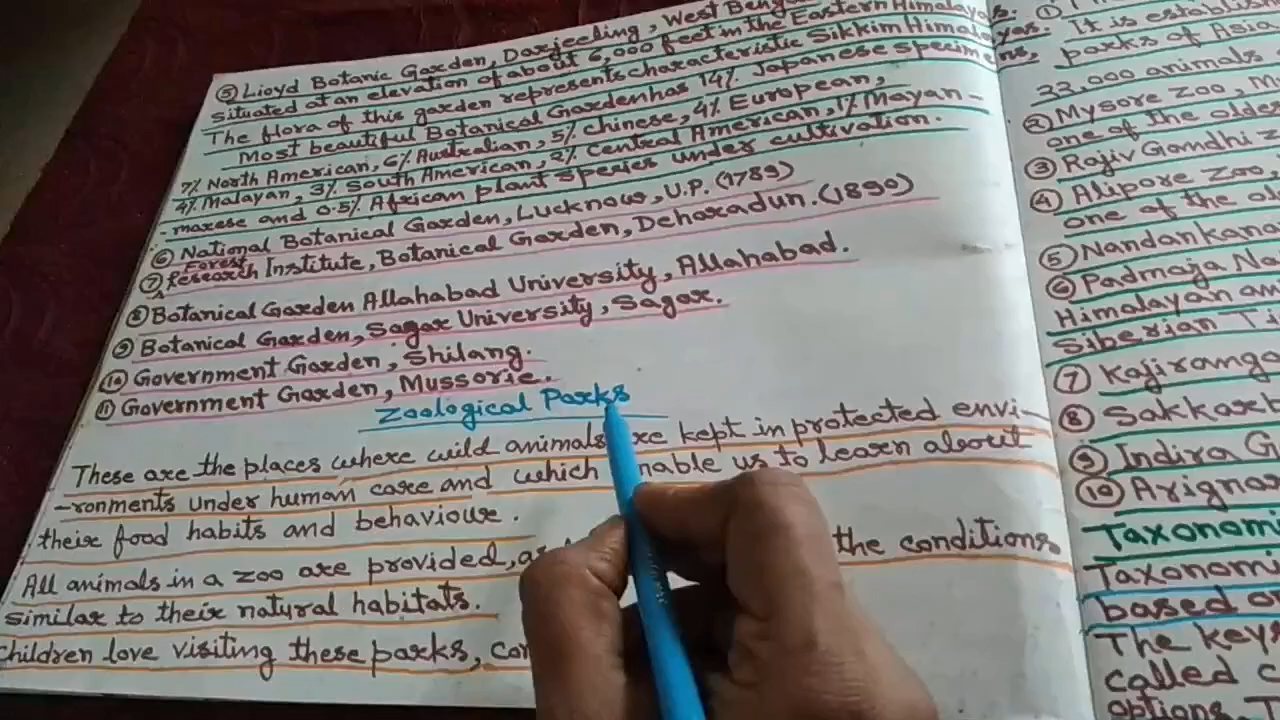 ⑤ Lioyd Botanic Garden, Darjeeling, West Bengal
situated at an elevation of about 6,000 feet in the Eastern Himalayas.
The flora of this garden represents characteristic Sikkim Himalayas.
Most beautiful Botanical Garden has 14% Japanese specimens,
7% North American, 6% Australian, 5% Chinese, 4% European,
4% Malayan, 3% South American, 2% Central American, 1% Mayan-
-marese and 0.5% African plant species under cultivation.
⑥ National Botanical Garden, Lucknow, U.P. (1789)
⑦ Forest Research Institute, Botanical Garden, Deharadun. (1890)
⑧ Botanical Garden Allahabad University, Allahabad.
⑨ Botanical Garden, Sagar University, Sagar.
⑩ Government Garden, Shilang.
⑪ Government Garden, Mussorie.
Zoological Parks
These are the places where wild animals are kept in protected envi-
-ronments under human care and which enable us to learn about
their food habits and behaviour.
All animals in a zoo are provided, as the conditions
similar to their natural habitats.
Children love visiting these parks, com
①
It is establis
parks of Asia
22,000 animals
② Mysore Zoo, M
one of the oldes
③ Rajiv Gandhi Z
④ Alipore Zoo,
one of the ol
⑤ Nandankana
⑥ Padmaja Na
Himalayan an
Siberian Ti
⑦ Kajiranga
⑧ Sakkarb
⑨ Indira G
⑩ Arignar
Taxonomi
Taxonomi
based o
The keys
called c
options. T